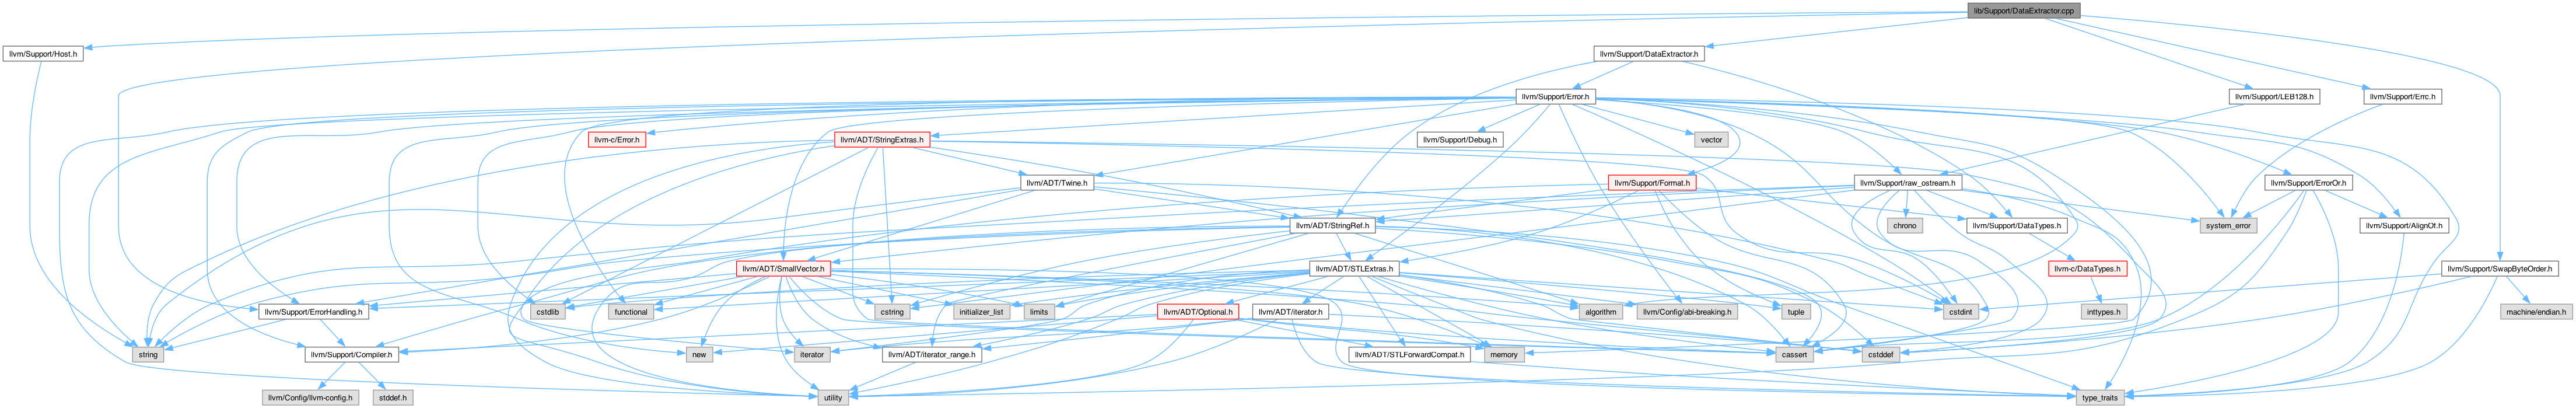 lib/Support/DataExtractor.cpp
llvm/Support/Host.h
llvm/Support/DataExtractor.h
llvm/Support/Error.h
llvm/Support/LEB128.h
llvm/Support/Errc.h
llvm-c/Error.h
llvm/ADT/StringExtras.h
llvm/Support/Debug.h
vector
llvm/ADT/Twine.h
llvm/Support/Format.h
llvm/Support/raw_ostream.h
llvm/Support/ErrorOr.h
llvm/ADT/StringRef.h
chrono
llvm/Support/DataTypes.h
system_error
llvm/Support/AlignOf.h
llvm/ADT/SmallVector.h
llvm/ADT/STLExtras.h
llvm-c/DataTypes.h
llvm/Support/SwapByteOrder.h
llvm/Support/ErrorHandling.h
cstdlib
functional
cstring
initializer_list
limits
llvm/ADT/Optional.h
llvm/ADT/iterator.h
algorithm
llvm/Config/abi-breaking.h
tuple
cstdint
inttypes.h
machine/endian.h
string
llvm/Support/Compiler.h
new
iterator
llvm/ADT/iterator_range.h
llvm/ADT/STLForwardCompat.h
memory
cassert
cstddef
llvm/Config/llvm-config.h
stddef.h
utility
type_traits